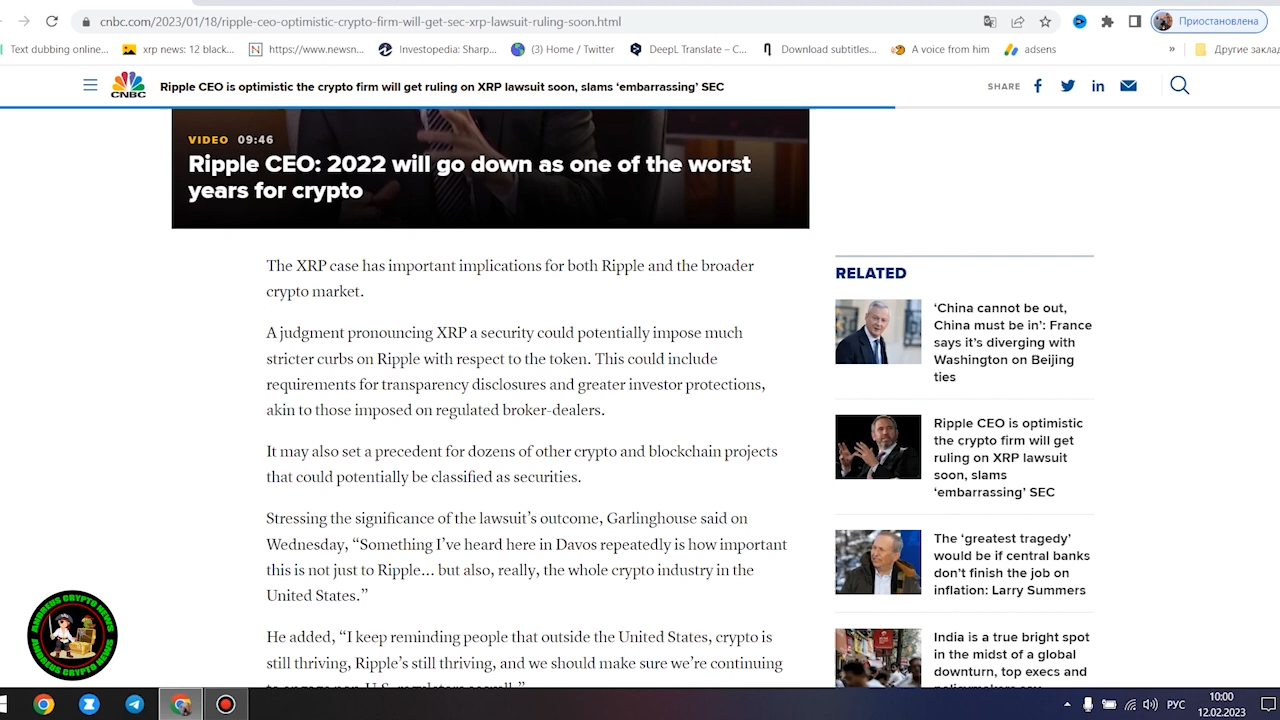 cnbc.com/2023/01/18/ripple-ceo-optimistic-crypto-firm-will-get-sec-xrp-lawsuit-ruling-soon.html
Приостановлена
Text dubbing online...
xrp news: 12 black...
https://www.newsn...
Investopedia: Sharp...
(3) Home / Twitter
DeepL Translate – C...
Download subtitles...
A voice from him
adsens
»
Другие закла
CNBC
Ripple CEO is optimistic the crypto firm will get ruling on XRP lawsuit soon, slams ‘embarrassing’ SEC
SHARE
VIDEO 09:46
Ripple CEO: 2022 will go down as one of the worst
years for crypto
The XRP case has important implications for both Ripple and the broader
crypto market.
A judgment pronouncing XRP a security could potentially impose much
stricter curbs on Ripple with respect to the token. This could include
requirements for transparency disclosures and greater investor protections,
akin to those imposed on regulated broker-dealers.
It may also set a precedent for dozens of other crypto and blockchain projects
that could potentially be classified as securities.
Stressing the significance of the lawsuit’s outcome, Garlinghouse said on
Wednesday, “Something I’ve heard here in Davos repeatedly is how important
this is not just to Ripple… but also, really, the whole crypto industry in the
United States.”
He added, “I keep reminding people that outside the United States, crypto is
still thriving, Ripple’s still thriving, and we should make sure we’re continuing
RELATED
‘China cannot be out,
China must be in’: France
says it’s diverging with
Washington on Beijing
ties
Ripple CEO is optimistic
the crypto firm will get
ruling on XRP lawsuit
soon, slams
‘embarrassing’ SEC
The ‘greatest tragedy’
would be if central banks
don’t finish the job on
inflation: Larry Summers
India is a true bright spot
in the midst of a global
downturn, top execs and
ANDREUS CRYPTO NEWS
ANDREUS CRYPTO NEWS
РУС
10:00
12.02.2023